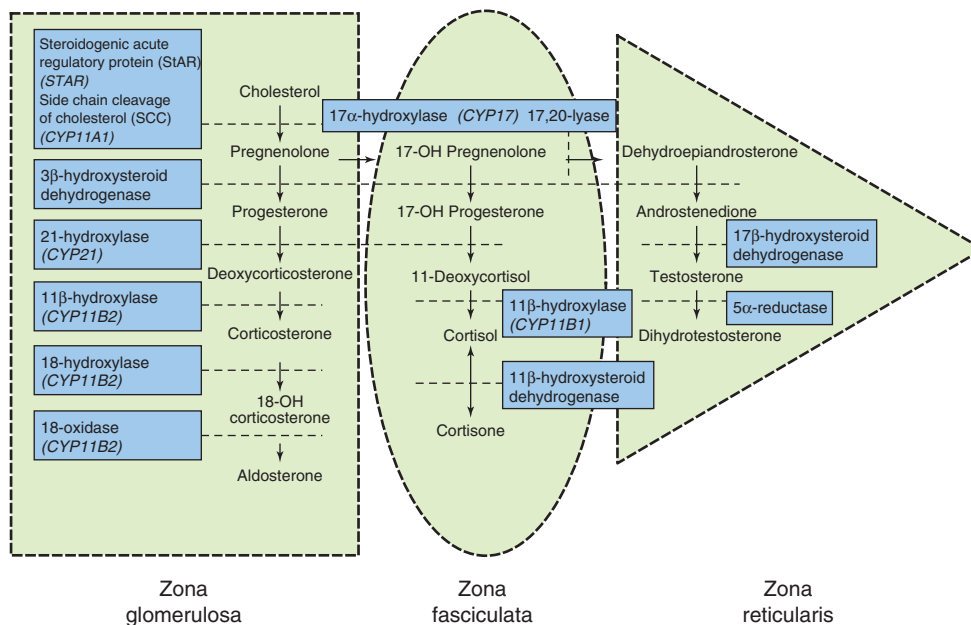 Steroidogenic acute
regulatory protein (StAR)
(STAR)
Side chain cleavage
of cholesterol (SCC)
(CYP11A1)
3β-hydroxysteroid
dehydrogenase
21-hydroxylase
(CYP21)
11β-hydroxylase
(CYP11B2)
18-hydroxylase
(CYP11B2)
18-oxidase
(CYP11B2)
Cholesterol
Pregnenolone
Progesterone
Deoxycorticosterone
Corticosterone
18-OH
corticosterone
Aldosterone
17α-hydroxylase (CYP17) 17,20-lyase
17-OH Pregnenolone
17-OH Progesterone
11-Deoxycortisol
Cortisol
Cortisone
11β-hydroxylase
(CYP11B1)
11β-hydroxysteroid
dehydrogenase
Dehydroepiandrosterone
Androstenedione
Testosterone
Dihydrotestosterone
17β-hydroxysteroid
dehydrogenase
5α-reductase
Zona
glomerulosa
Zona
fasciculata
Zona
reticularis